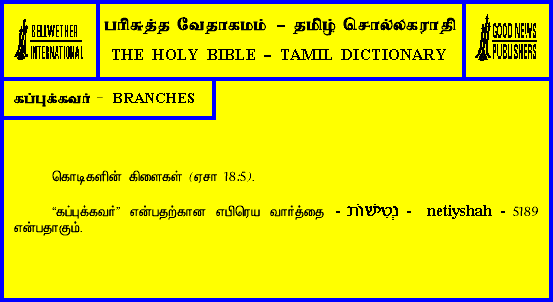 BELLWETHER
INTERNATIONAL
பரிசுத்த வேதாகமம் – தமிழ் சொல்லகராதி
THE HOLY BIBLE – TAMIL DICTIONARY
GOOD NEWS
PUBLISHERS
கப்புக்கவர் – BRANCHES
கொடிகளின் கிளைகள் (ஏசா 18:5).
“கப்புக்கவர்” என்பதற்கான எபிரெய வார்த்தை - נְטִישׁוֹת - netiyshah - 5189
என்பதாகும்.